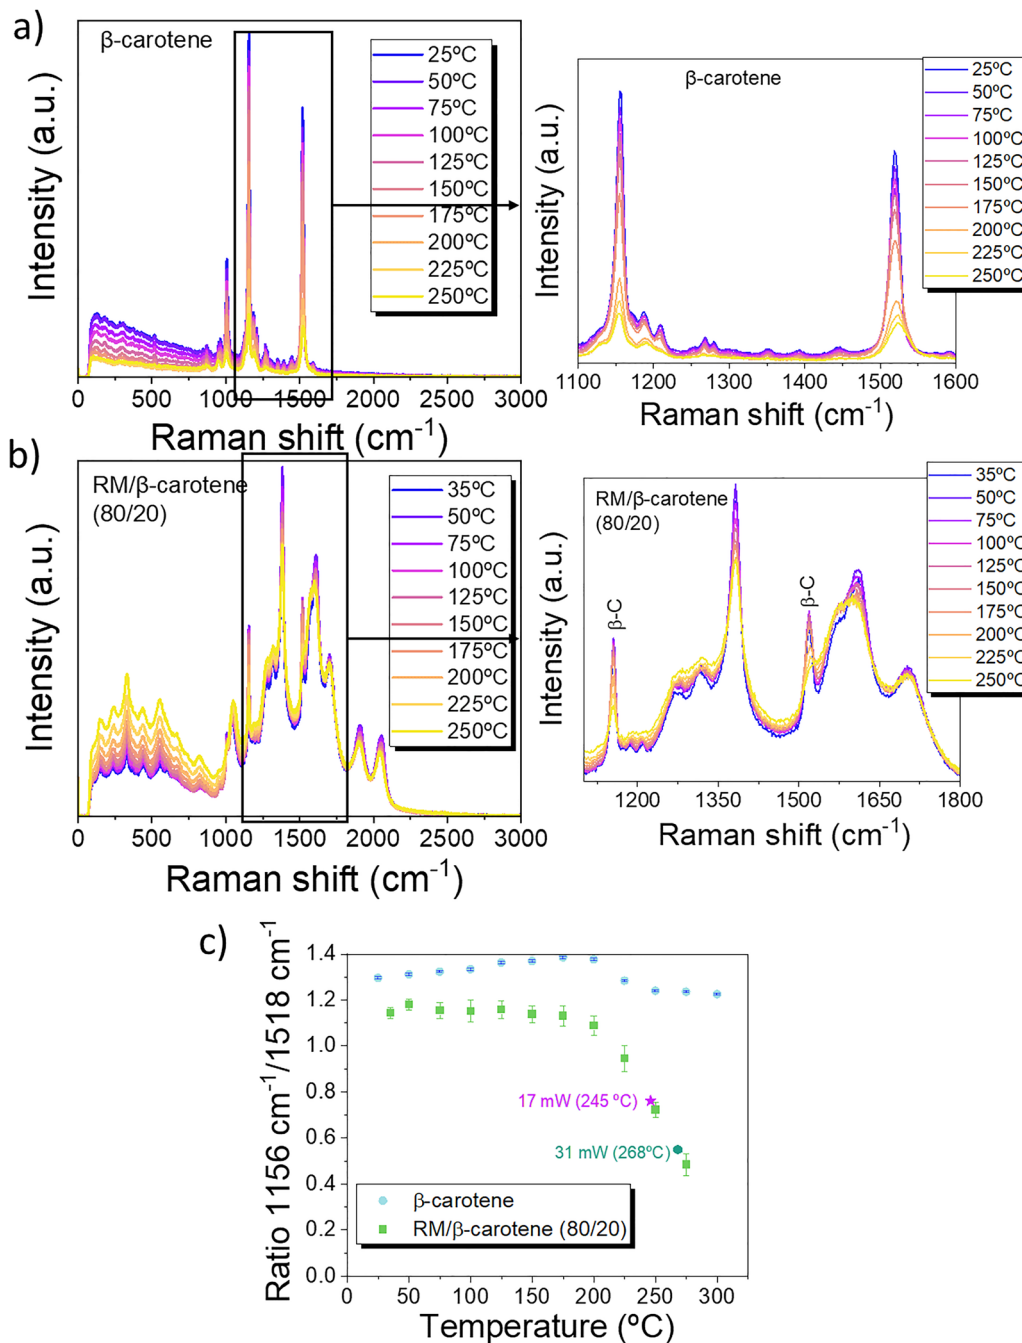 a)
β-carotene
25ºC
50ºC
75ºC
100ºC
125ºC
150ºC
175ºC
200ºC
225ºC
250ºC
Intensity (a.u.)
0 500 1000 1500 2000 2500 3000
Raman shift (cm-1)
β-carotene
25ºC
50ºC
75ºC
100ºC
125ºC
150ºC
175ºC
200ºC
225ºC
250ºC
Intensity (a.u.)
1100 1200 1300 1400 1500 1600
Raman shift (cm-1)
b)
RM/β-carotene
(80/20)
35ºC
50ºC
75ºC
100ºC
125ºC
150ºC
175ºC
200ºC
225ºC
250ºC
Intensity (a.u.)
0 500 1000 1500 2000 2500 3000
Raman shift (cm-1)
RM/β-carotene
(80/20)
β-C
β-C
35ºC
50ºC
75ºC
100ºC
125ºC
150ºC
175ºC
200ºC
225ºC
250ºC
Intensity (a.u.)
1200 1350 1500 1650 1800
Raman shift (cm-1)
c)
Ratio 1156 cm-1/1518 cm-1
1.4
1.2
1.0
0.8
0.6
0.4
0.2
0.0
17 mW (245 ºC)
31 mW (268ºC)
β-carotene
RM/β-carotene (80/20)
0 50 100 150 200 250 300
Temperature (ºC)